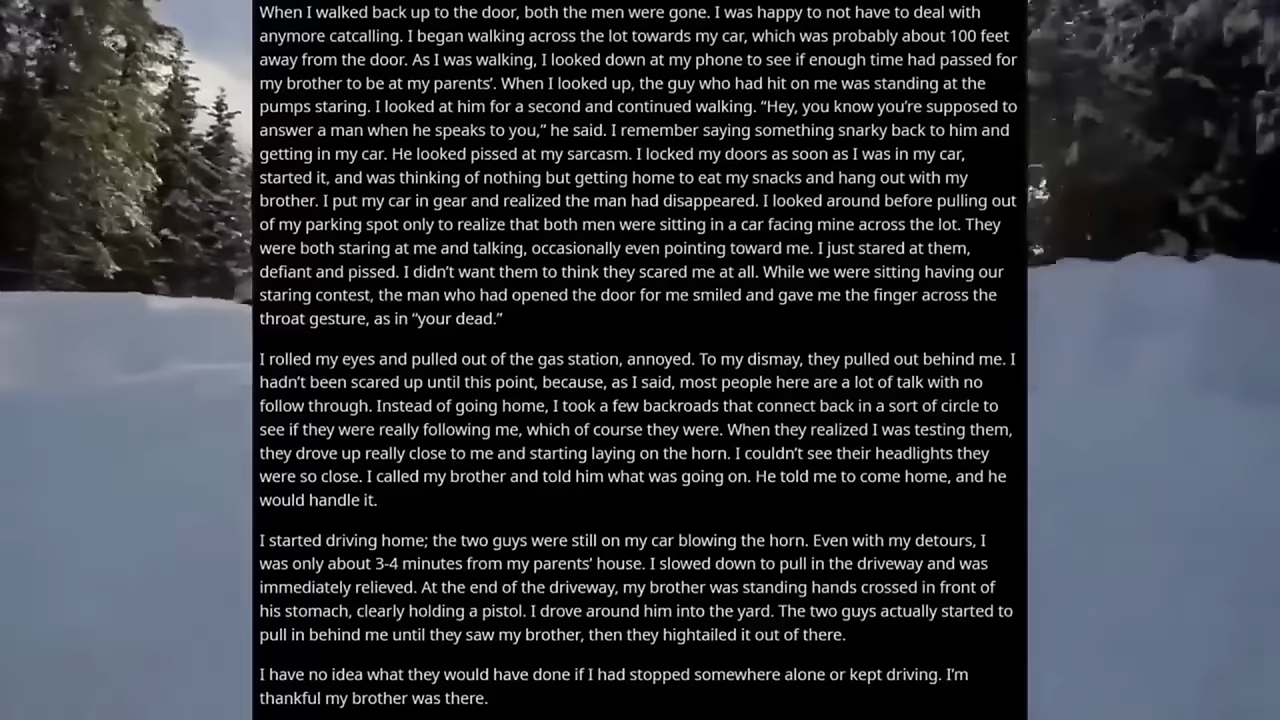 When I walked back up to the door, both the men were gone. I was happy to not have to deal with
anymore catcalling. I began walking across the lot towards my car, which was probably about 100 feet
away from the door. As I was walking, I looked down at my phone to see if enough time had passed for
my brother to be at my parents’. When I looked up, the guy who had hit on me was standing at the
pumps staring. I looked at him for a second and continued walking. “Hey, you know you’re supposed to
answer a man when he speaks to you,” he said. I remember saying something snarky back to him and
getting in my car. He looked pissed at my sarcasm. I locked my doors as soon as I was in my car,
started it, and was thinking of nothing but getting home to eat my snacks and hang out with my
brother. I put my car in gear and realized the man had disappeared. I looked around before pulling out
of my parking spot only to realize that both men were sitting in a car facing mine across the lot. They
were both staring at me and talking, occasionally even pointing toward me. I just stared at them,
defiant and pissed. I didn’t want them to think they scared me at all. While we were sitting having our
staring contest, the man who had opened the door for me smiled and gave me the finger across the
throat gesture, as in “your dead.”
I rolled my eyes and pulled out of the gas station, annoyed. To my dismay, they pulled out behind me. I
hadn’t been scared up until this point, because, as I said, most people here are a lot of talk with no
follow through. Instead of going home, I took a few backroads that connect back in a sort of circle to
see if they were really following me, which of course they were. When they realized I was testing them,
they drove up really close to me and starting laying on the horn. I couldn’t see their headlights they
were so close. I called my brother and told him what was going on. He told me to come home, and he
would handle it.
I started driving home; the two guys were still on my car blowing the horn. Even with my detours, I
was only about 3-4 minutes from my parents’ house. I slowed down to pull in the driveway and was
immediately relieved. At the end of the driveway, my brother was standing hands crossed in front of
his stomach, clearly holding a pistol. I drove around him into the yard. The two guys actually started to
pull in behind me until they saw my brother, then they hightailed it out of there.
I have no idea what they would have done if I had stopped somewhere alone or kept driving. I’m
thankful my brother was there.